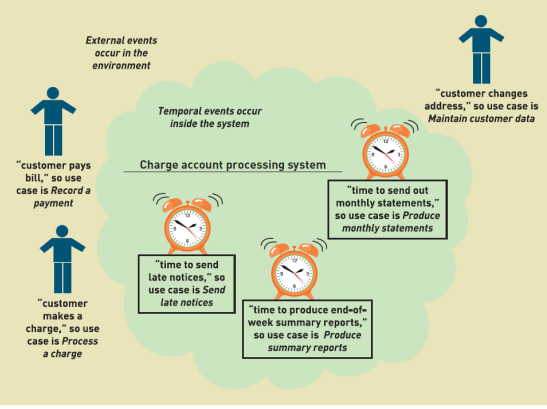 External events
occur in the
environment
"customer changes
address," so use case is
Maintain customer data
Temporal events occur
inside the system
"customer pays
bill," so use
case is Record a
payment
Charge account processing system
"time to send out
monthly statements,"
so use case is Produce
monthly statements
"time to send
late notices," so
use case is Send
late notices
"customer
makes a
charge," so use
case is Process
a charge
"time to produce end-of-
week summary reports,"
so use case is Produce
summary reports